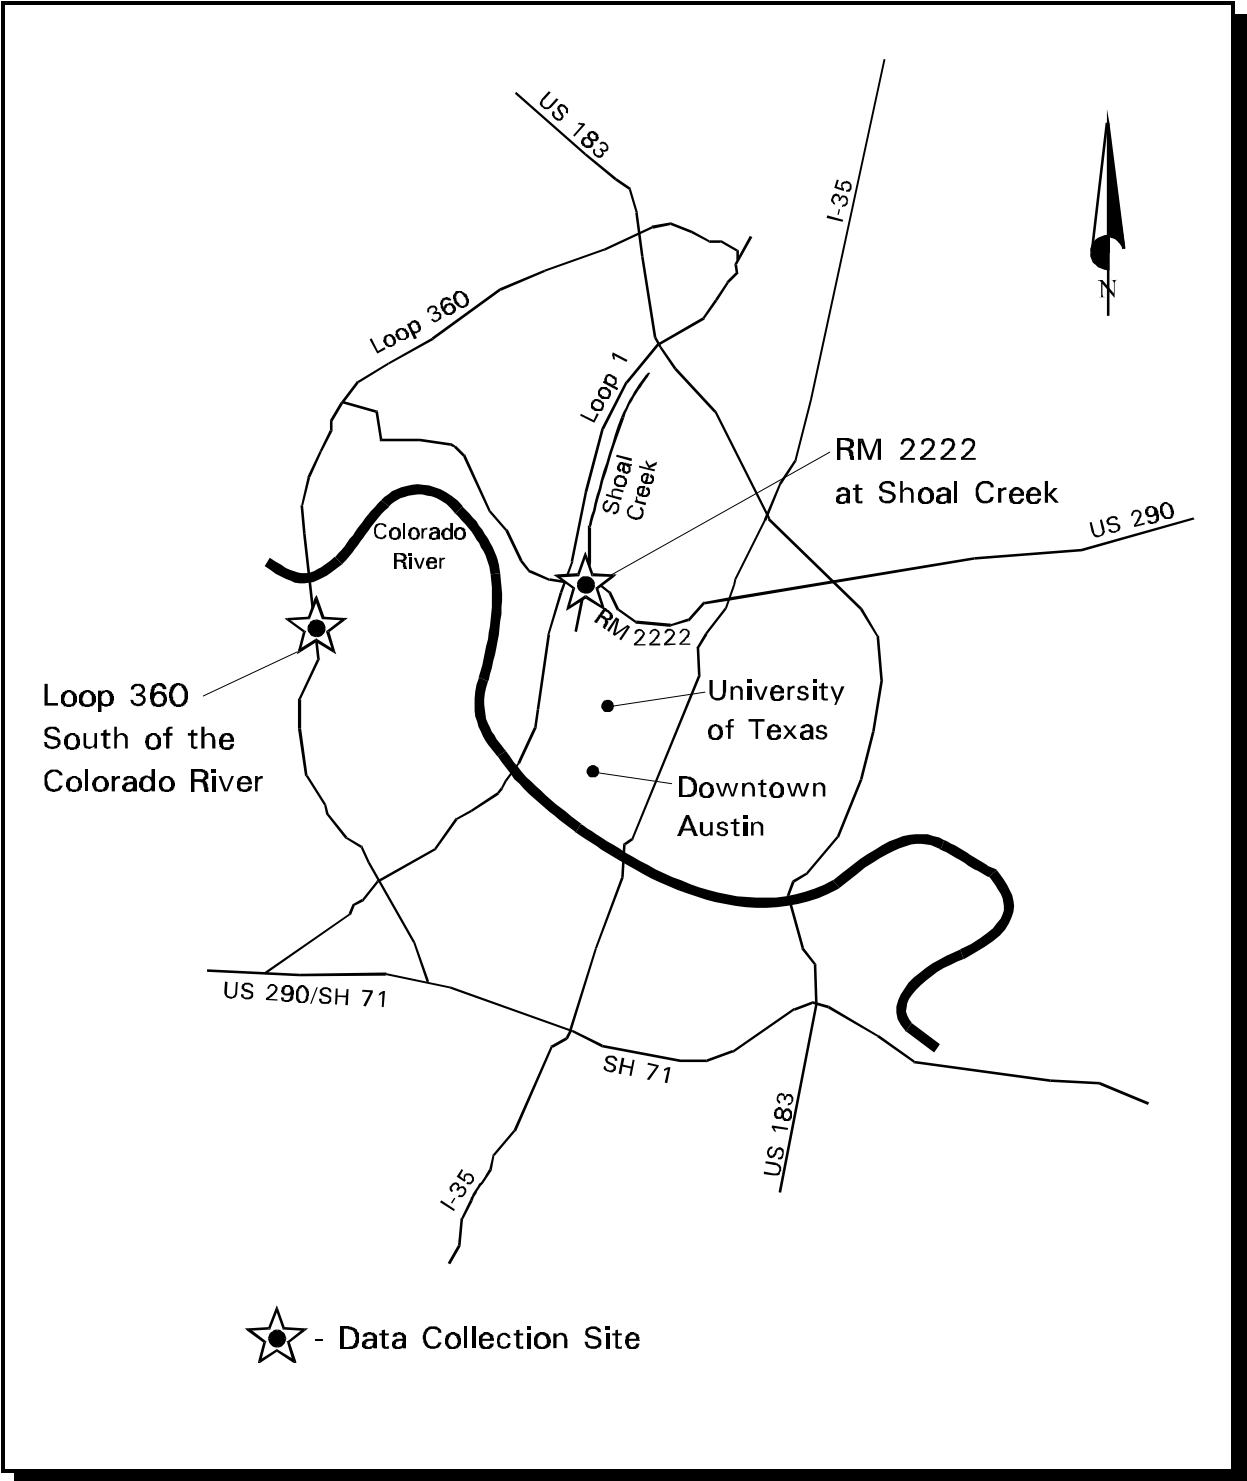 US 183
I-35
N
Loop 360
Loop 1
RM 2222
at Shoal Creek
Shoal
Creek
US 290
Colorado
River
RM 2222
Loop 360
South of the
Colorado River
University
of Texas
Downtown
Austin
US 290/SH 71
SH 71
US 183
I-35
- Data Collection Site